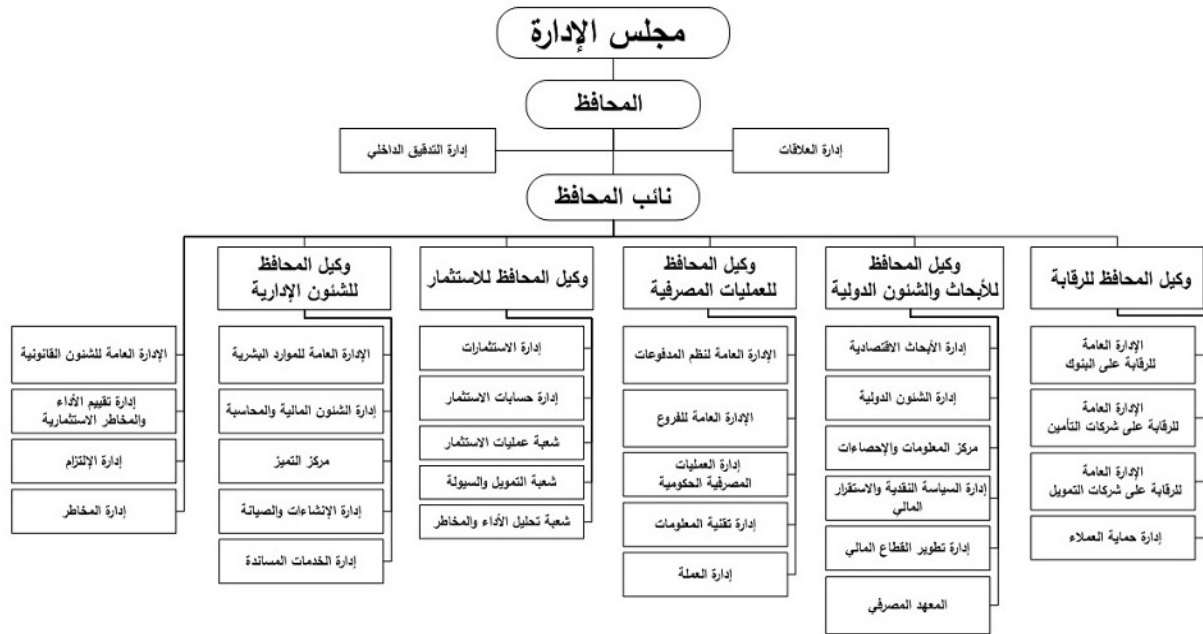 مجلس الإدارة
المحافظ
إدارة العلاقات
إدارة التدقيق الداخلي
نائب المحافظ
وكيل المحافظ للرقابة
الإدارة العامة
للرقابة على البنوك
الإدارة العامة
للرقابة على شركات التأمين
الإدارة العامة
للرقابة على شركات التمويل
إدارة حماية العملاء
وكيل المحافظ
للأبحاث والشئون الدولية
إدارة الأبحاث الاقتصادية
إدارة الشئون الدولية
مركز المعلومات والإحصاءات
إدارة السياسة النقدية والاستقرار
المالي
إدارة تطوير القطاع المالي
المعهد المصرفي
وكيل المحافظ
للعمليات المصرفية
الإدارة العامة لنظم المدفوعات
الإدارة العامة للفروع
إدارة العمليات
المصرفية الحكومية
إدارة تقنية المعلومات
إدارة العملة
وكيل المحافظ للاستثمار
إدارة الاستثمارات
إدارة حسابات الاستثمار
شعبة عمليات الاستثمار
شعبة التمويل والسيولة
شعبة تحليل الأداء والمخاطر
وكيل المحافظ
للشئون الإدارية
الإدارة العامة للموارد البشرية
إدارة الشئون المالية والمحاسبة
مركز التميز
إدارة الإنشاءات والصيانة
إدارة الخدمات المساندة
الإدارة العامة للشئون القانونية
إدارة تقييم الأداء
والمخاطر الاستثمارية
إدارة الإلتزام
إدارة المخاطر